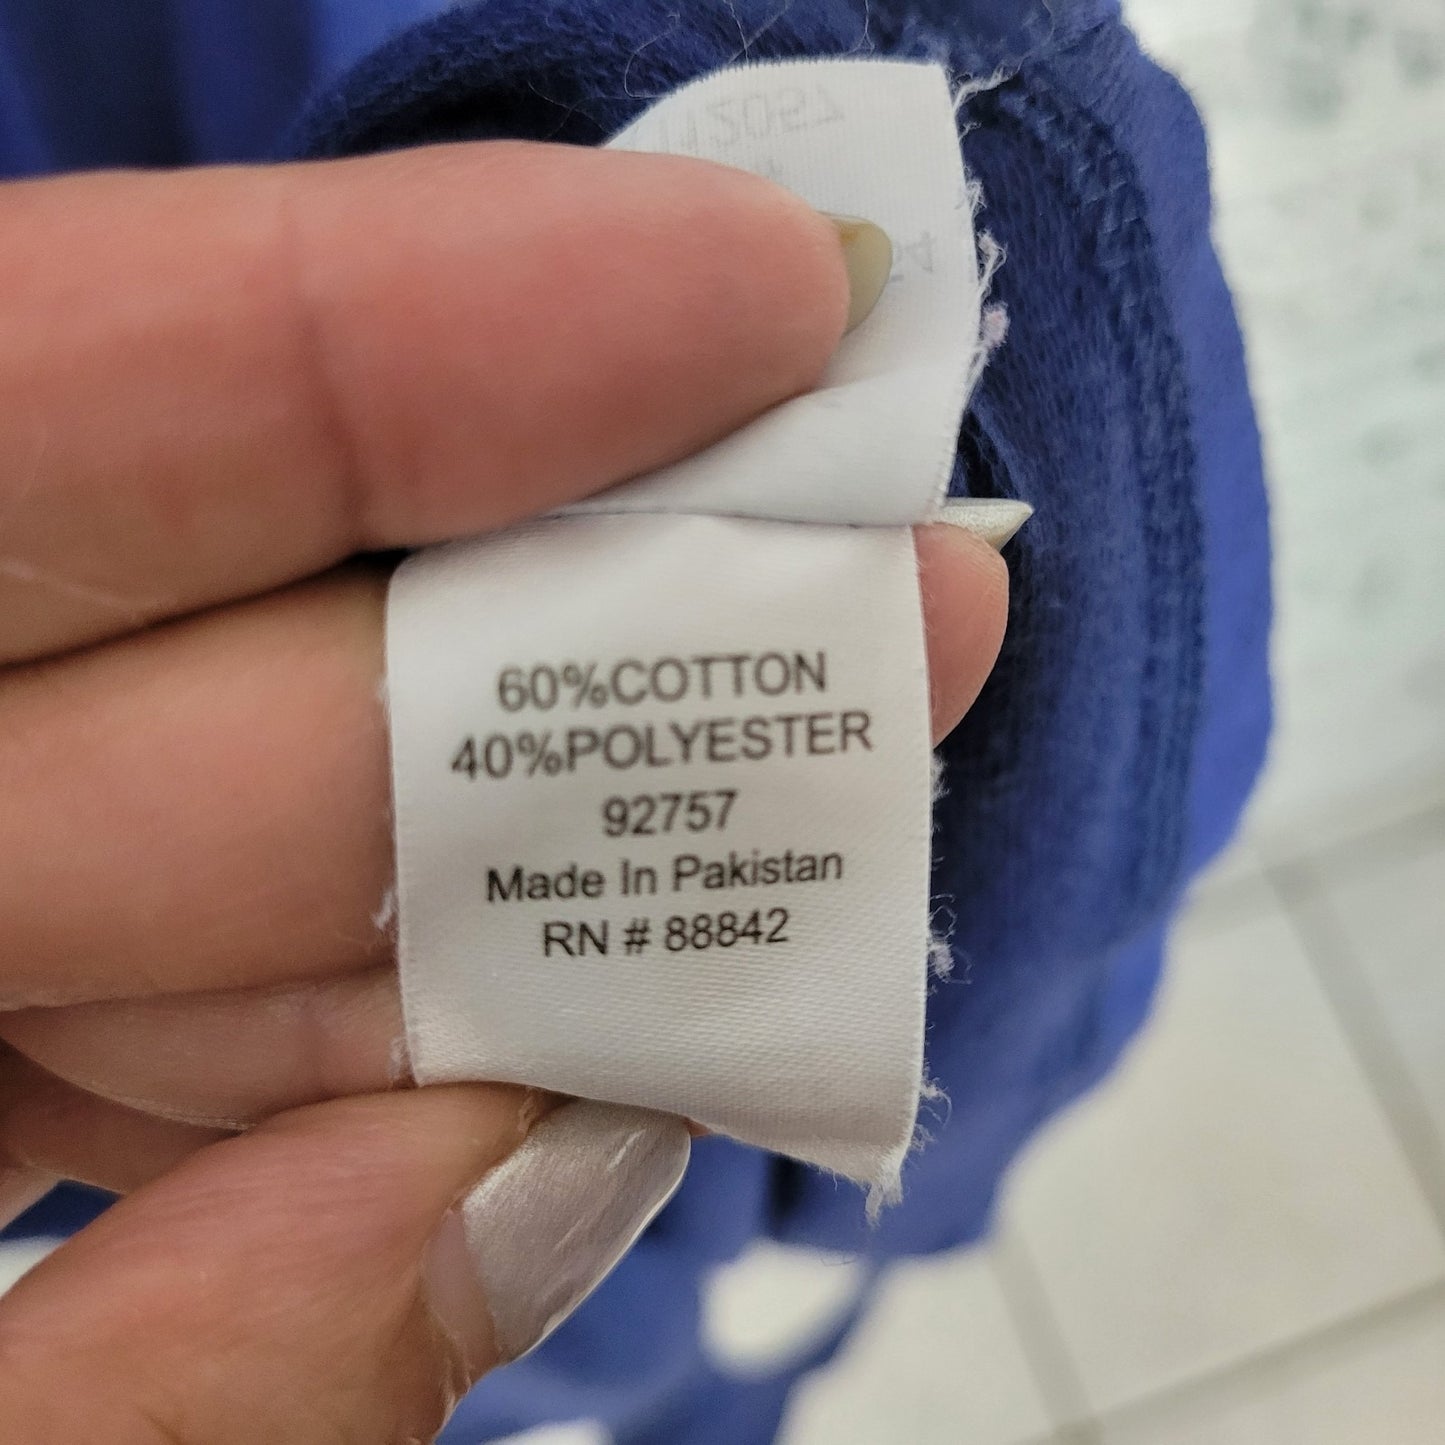 60%COTTON
40%POLYESTER
92757
Made In Pakistan
RN # 88842